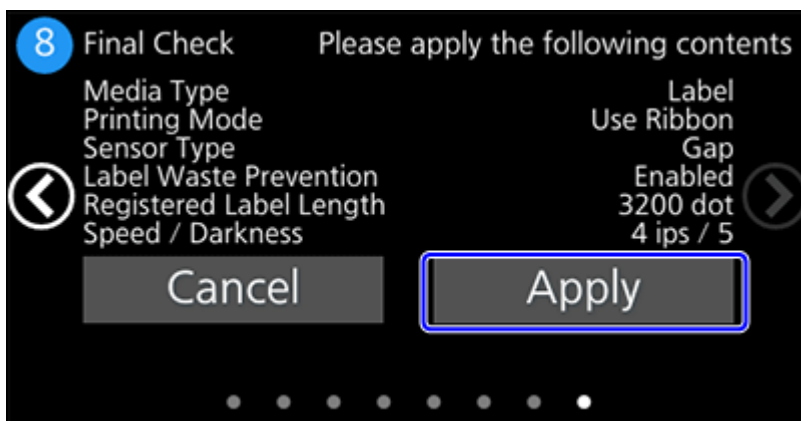 8 Final Check Please apply the following contents
Media Type Label
Printing Mode Use Ribbon
Sensor Type Gap
Label Waste Prevention Enabled
Registered Label Length 3200 dot
Speed / Darkness 4 ips / 5
Cancel Apply